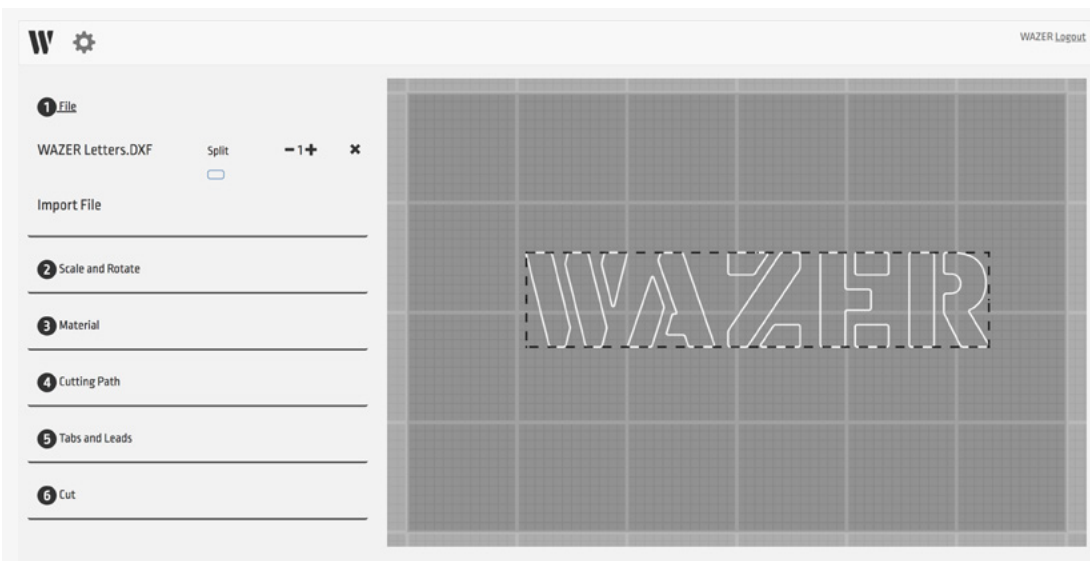 W
WAZER Logout
1 File
WAZER Letters.DXF Split - 1 +  ×
Import File
2 Scale and Rotate
3 Material
4 Cutting Path
5 Tabs and Leads
6 Cut
WAZER